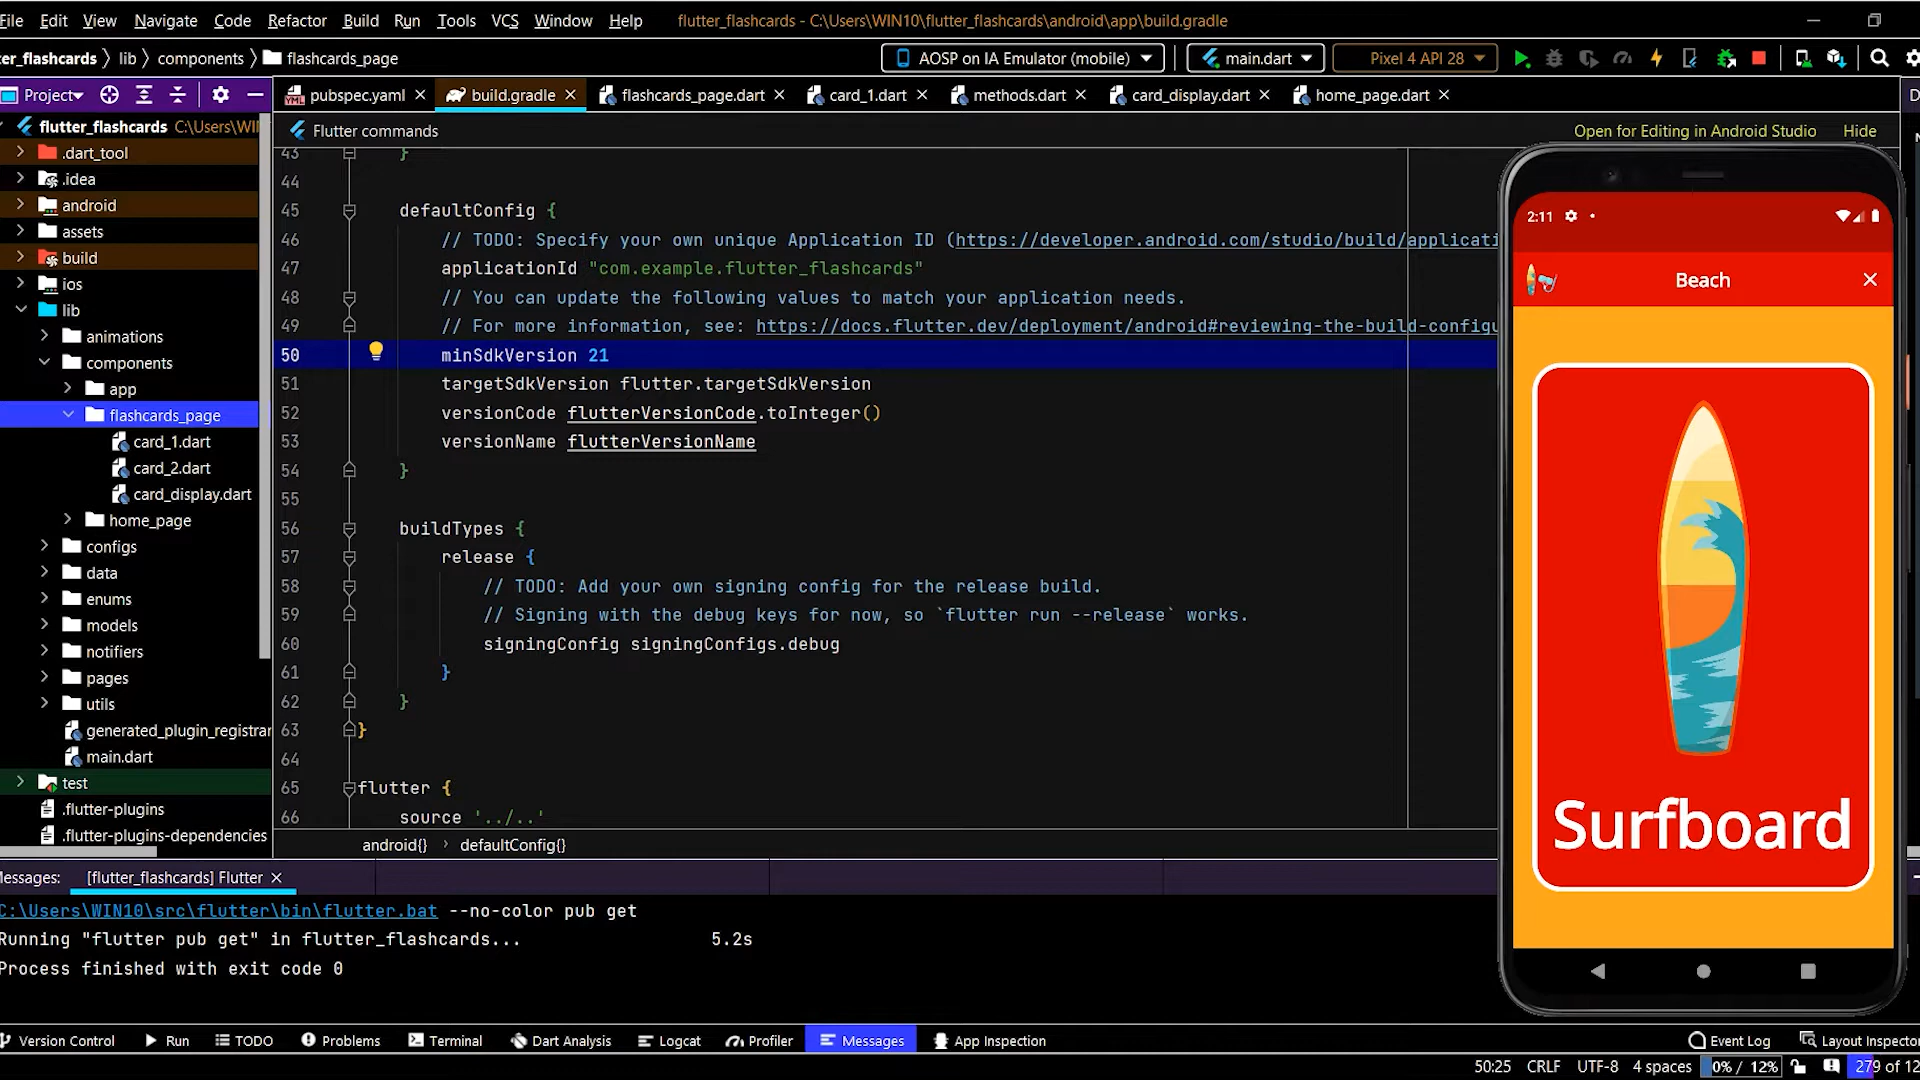 File Edit View Navigate Code Refactor Build Run Tools VCS Window Help flutter_flashcards - C:\Users\WIN10\flutter_flashcards\android\app\build.gradle
ter_flashcards lib components flashcards_page AOSP on IA Emulator (mobile) main.dart Pixel 4 API 28
Project pubspec.yaml build.gradle flashcards_page.dart card_1.dart methods.dart card_display.dart home_page.dart
flutter_flashcards C:\Users\WI
Flutter commands Open for Editing in Android Studio Hide
.dart_tool
.idea
android
assets
build
ios
lib
animations
components
app
flashcards_page
card_1.dart
card_2.dart
card_display.dart
home_page
configs
data
enums
models
notifiers
pages
utils
generated_plugin_registrar
main.dart
test
.flutter-plugins
.flutter-plugins-dependencies
43 }
44
45 defaultConfig {
46 // TODO: Specify your own unique Application ID (https://developer.android.com/studio/build/applicati
47 applicationId "com.example.flutter_flashcards"
48 // You can update the following values to match your application needs.
49 // For more information, see: https://docs.flutter.dev/deployment/android#reviewing-the-build-configu
50 minSdkVersion 21
51 targetSdkVersion flutter.targetSdkVersion
52 versionCode flutterVersionCode.toInteger()
53 versionName flutterVersionName
54 }
55
56 buildTypes {
57 release {
58 // TODO: Add your own signing config for the release build.
59 // Signing with the debug keys for now, so `flutter run --release` works.
60 signingConfig signingConfigs.debug
61 }
62 }
63 }
64
65 flutter {
66 source '../..'
android{} › defaultConfig{}
2:11
Beach
Surfboard
Messages: [flutter_flashcards] Flutter
C:\Users\WIN10\src\flutter\bin\flutter.bat --no-color pub get
Running "flutter pub get" in flutter_flashcards... 5.2s
Process finished with exit code 0
Version Control Run TODO Problems Terminal Dart Analysis Logcat Profiler Messages App Inspection Event Log Layout Inspector
50:25 CRLF UTF-8 4 spaces 0% / 12% 279 of 12